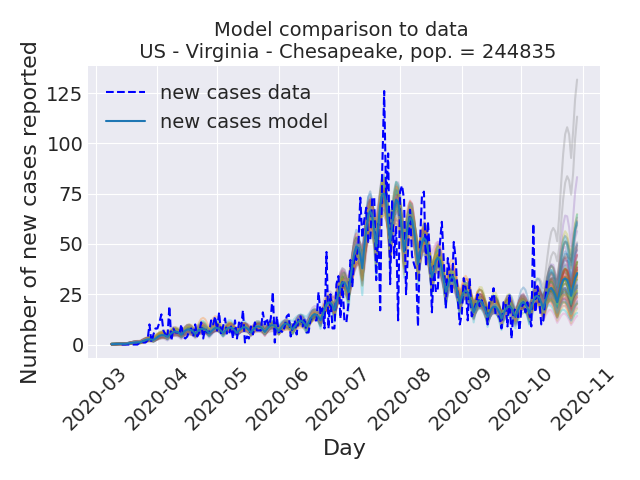 Model comparison to data
US - Virginia - Chesapeake, pop. = 244835
Number of new cases reported
new cases data
new cases model
125
100
75
50
25
0
2020-03
2020-04
2020-05
2020-06
2020-07
2020-08
2020-09
2020-10
2020-11
Day